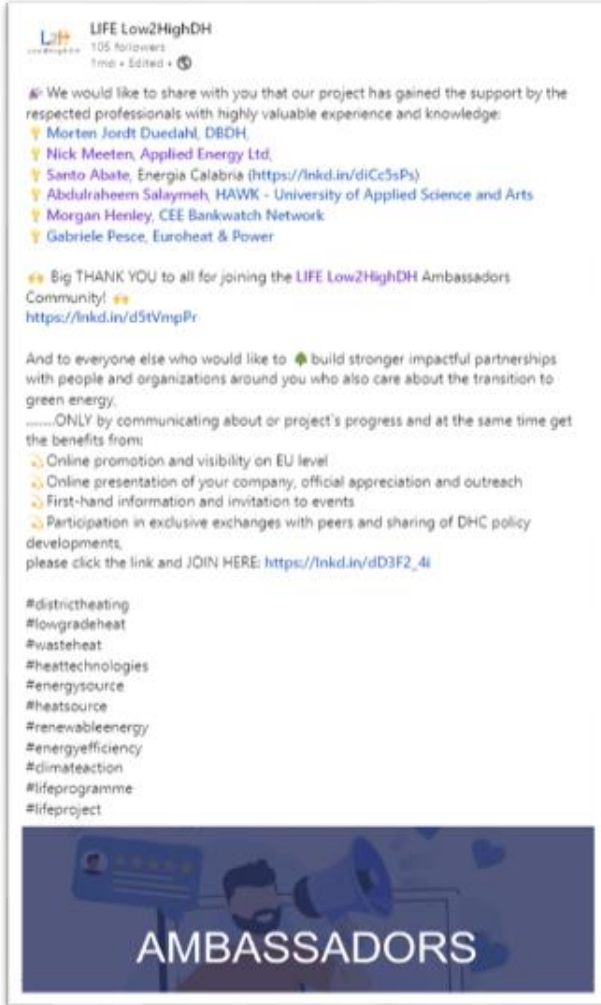 L2H
LIFE Low2HighDH
105 followers
1mo • Edited •
🎉 We would like to share with you that our project has gained the support by the
respected professionals with highly valuable experience and knowledge:
💡 Morten Jordt Duedahl, DBDH,
💡 Nick Meeten, Applied Energy Ltd,
💡 Santo Abate, Energia Calabria (https://lnkd.in/diCc5sPs)
💡 Abdulraheem Salaymeh, HAWK - University of Applied Science and Arts
💡 Morgan Henley, CEE Bankwatch Network
💡 Gabriele Pesce, Euroheat & Power
🙌 Big THANK YOU to all for joining the LIFE Low2HighDH Ambassadors
Community! 🙌
https://lnkd.in/d5tVmpPr
And to everyone else who would like to 🌳 build stronger impactful partnerships
with people and organizations around you who also care about the transition to
green energy,
.......ONLY by communicating about or project's progress and at the same time get
the benefits from:
💫 Online promotion and visibility on EU level
💫 Online presentation of your company, official appreciation and outreach
💫 First-hand information and invitation to events
💫 Participation in exclusive exchanges with peers and sharing of DHC policy
developments,
please click the link and JOIN HERE: https://lnkd.in/dD3F2_4i
#districtheating
#lowgradeheat
#wasteheat
#heattechnologies
#energysource
#heatsource
#renewableenergy
#energyefficiency
#climateaction
#lifeprogramme
#lifeproject
AMBASSADORS